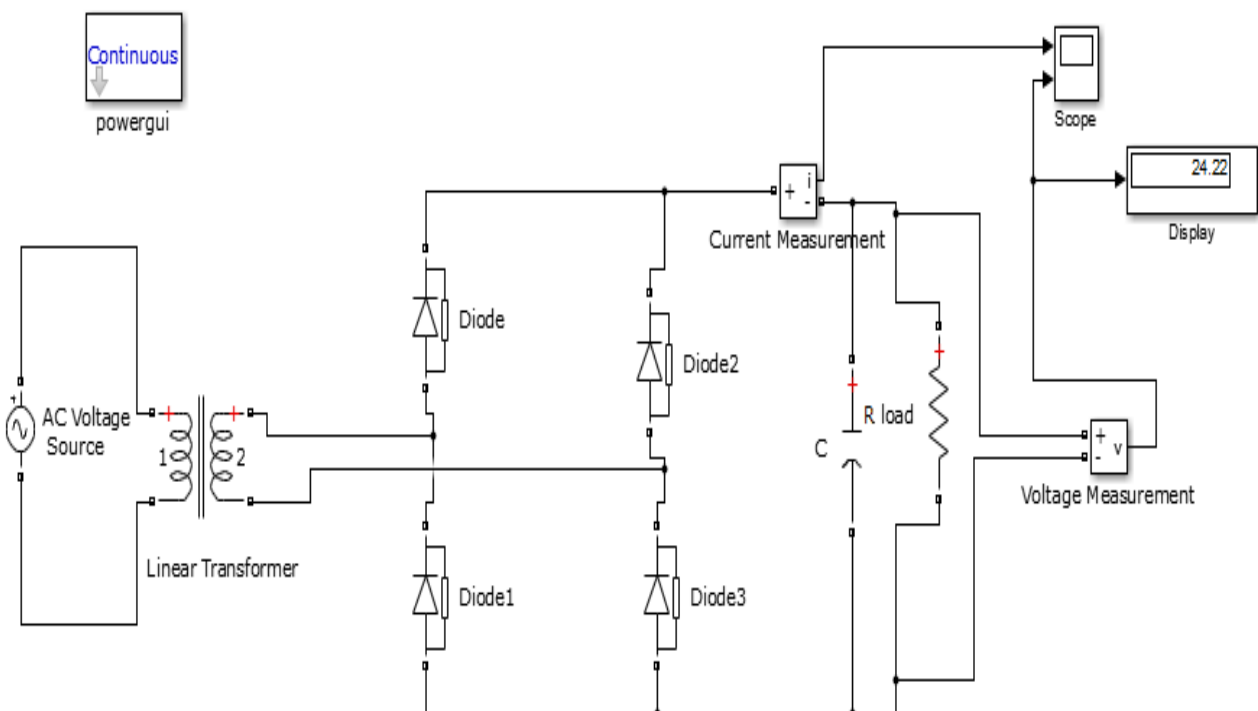 Continuous
powergui
Scope
24.22
Display
+ i
-
Current Measurement
Diode
Diode2
+
AC Voltage
Source
+ +
1 2
Linear Transformer
+
+
R load
C
+
- v
Voltage Measurement
Diode1
Diode3